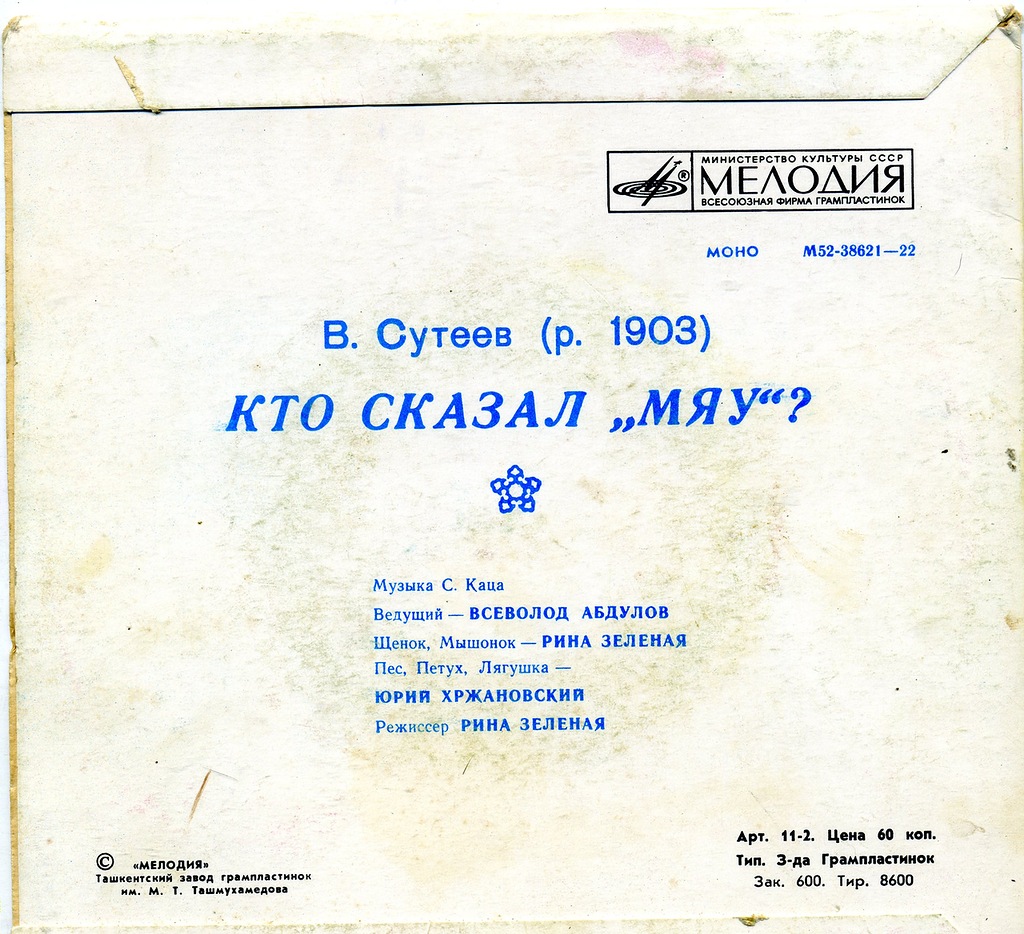 МИНИСТЕРСТВО КУЛЬТУРЫ СССР
МЕЛОДИЯ
®
ВСЕСОЮЗНАЯ ФИРМА ГРАМПЛАСТИНОК
МОНО М52-38621—22
В. Сутеев (р. 1903)
КТО СКАЗАЛ „МЯУ“?
Музыка С. Каца
Ведущий — ВСЕВОЛОД АБДУЛОВ
Щенок, Мышонок — РИНА ЗЕЛЕНАЯ
Пес, Петух, Лягушка —
ЮРИЙ ХРЖАНОВСКИЙ
Режиссер РИНА ЗЕЛЕНАЯ
© «МЕЛОДИЯ»
Ташкентский завод грампластинок
им. М. Т. Ташмухамедова
Арт. 11-2. Цена 60 коп.
Тип. З-да Грампластинок
Зак. 600. Тир. 8600